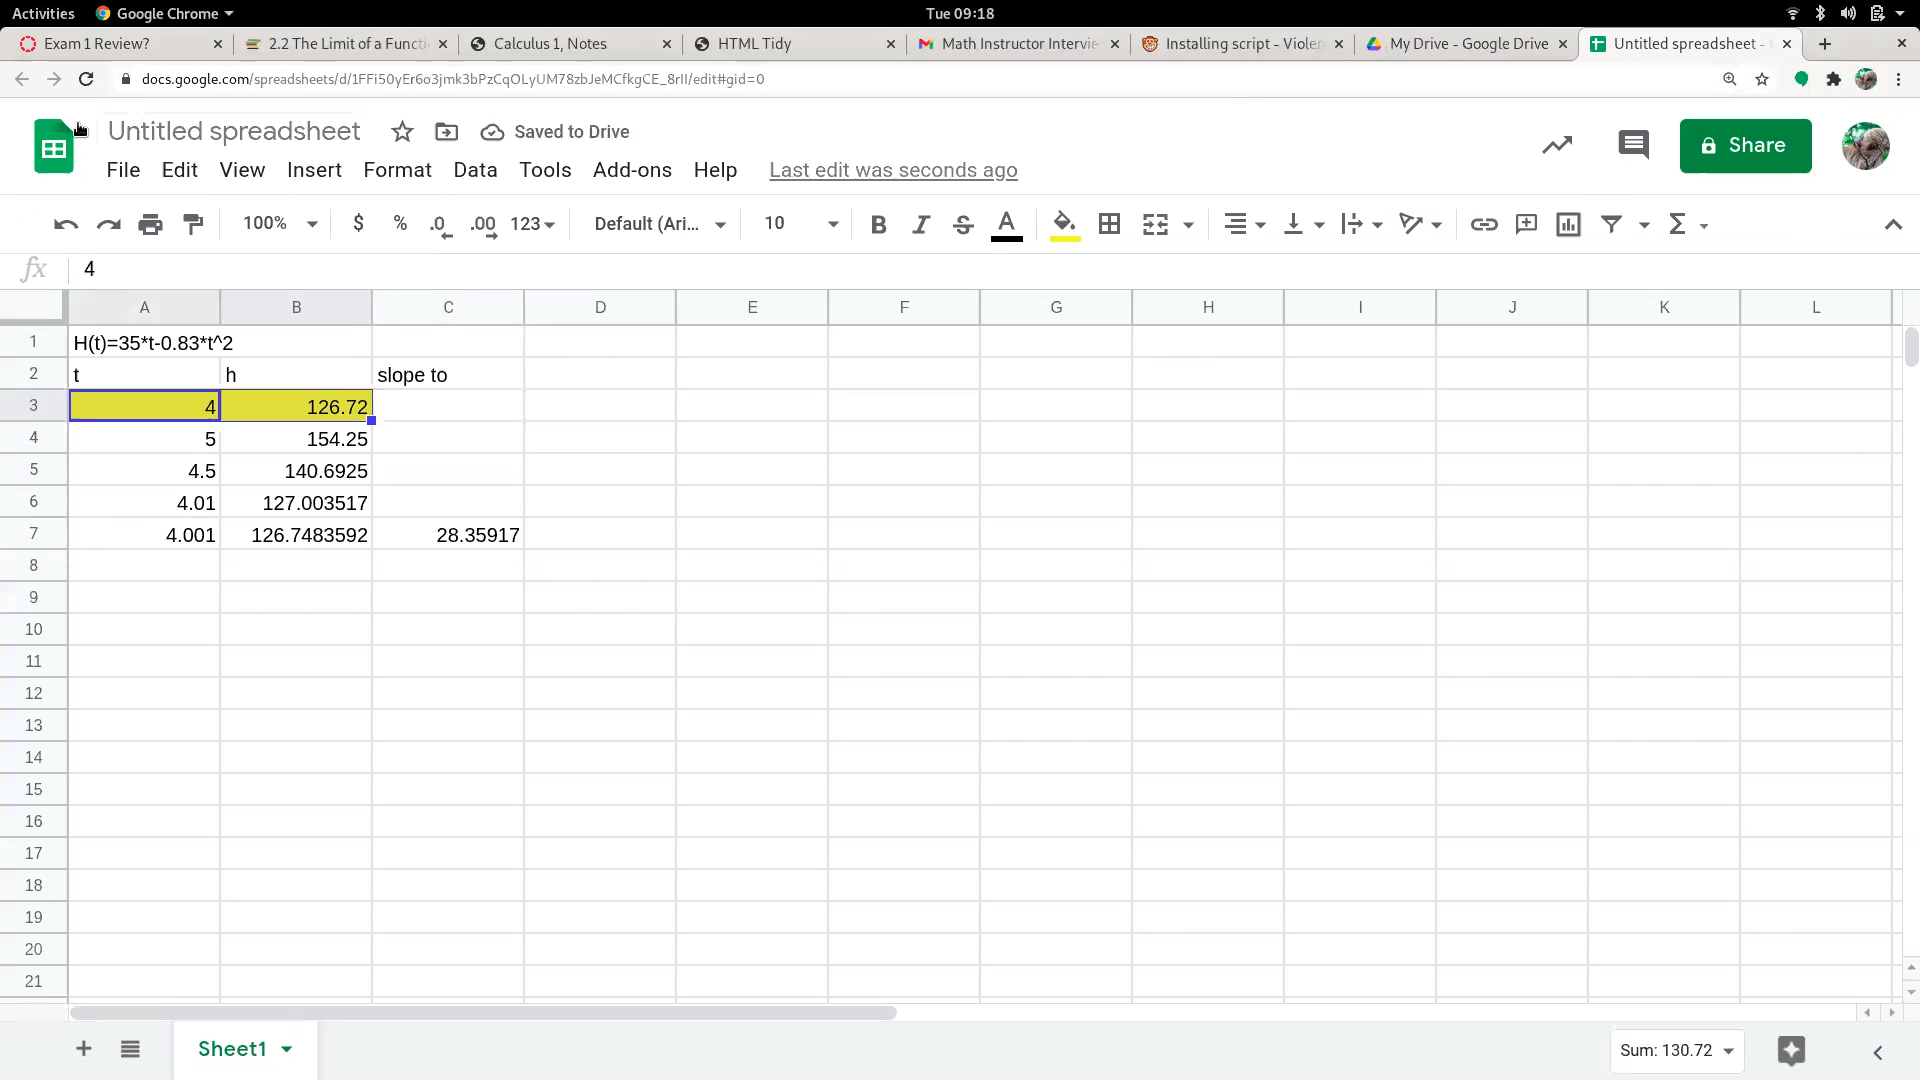 Activities Google Chrome Tue 09:18
Exam 1 Review? 2.2 The Limit of a Functi Calculus 1, Notes HTML Tidy Math Instructor Intervie Installing script - Violen My Drive - Google Drive Untitled spreadsheet -
docs.google.com/spreadsheets/d/1FFi50yEr6o3jmk3bPzCqOLyUM78zbJeMCfkgCE_8rII/edit#gid=0
Untitled spreadsheet Saved to Drive
Share
File Edit View Insert Format Data Tools Add-ons Help Last edit was seconds ago
100% $ % .0 .00 123 Default (Ari... 10 B I S A Σ
fx 4
A B C D E F G H I J K L
1 H(t)=35*t-0.83*t^2
2 t h slope to
3 4 126.72
4 5 154.25
5 4.5 140.6925
6 4.01 127.003517
7 4.001 126.7483592 28.35917
8
9
10
11
12
13
14
15
16
17
18
19
20
21
Sheet1 Sum: 130.72